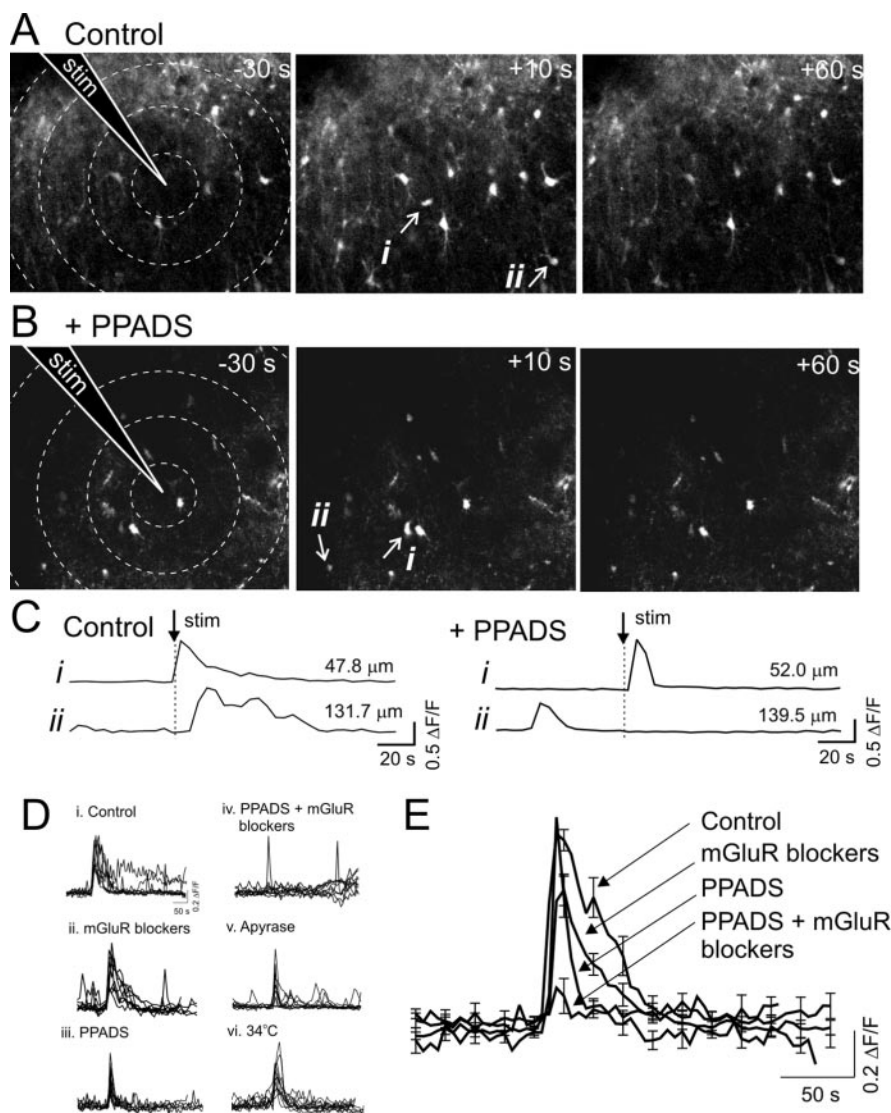 A Control
stim
-30 s
+10 s
+60 s
i
ii
B + PPADS
stim
-30 s
+10 s
+60 s
ii
i
C Control
stim
i
47.8 μm
ii
131.7 μm
20 s
0.5 ΔF/F
+ PPADS
stim
i
52.0 μm
ii
139.5 μm
20 s
0.5 ΔF/F
D
i. Control
50 s
0.2 ΔF/F
ii. mGluR blockers
iii. PPADS
iv. PPADS + mGluR
blockers
v. Apyrase
vi. 34°C
E
Control
mGluR blockers
PPADS
PPADS + mGluR
blockers
50 s
0.2 ΔF/F